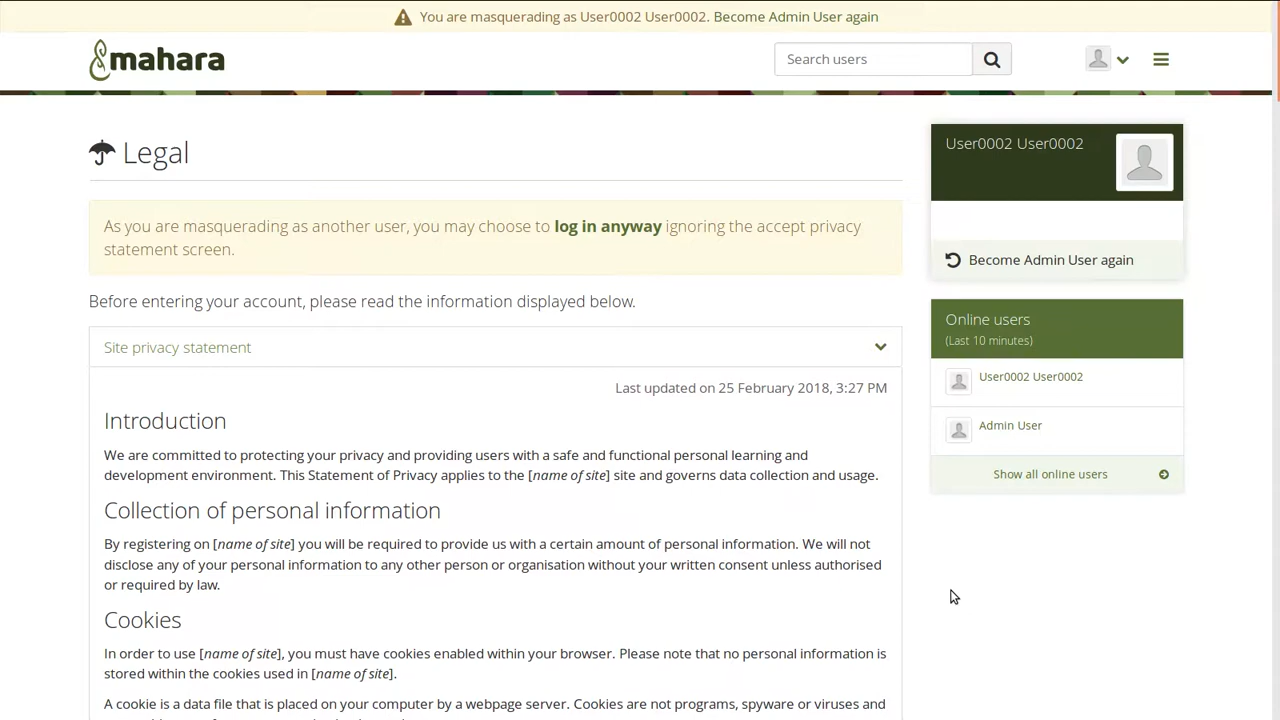 You are masquerading as User0002 User0002. Become Admin User again
mahara
Search users
Legal
As you are masquerading as another user, you may choose to log in anyway ignoring the accept privacy
statement screen.
Before entering your account, please read the information displayed below.
Site privacy statement
Last updated on 25 February 2018, 3:27 PM
Introduction
We are committed to protecting your privacy and providing users with a safe and functional personal learning and
development environment. This Statement of Privacy applies to the [name of site] site and governs data collection and usage.
Collection of personal information
By registering on [name of site] you will be required to provide us with a certain amount of personal information. We will not
disclose any of your personal information to any other person or organisation without your written consent unless authorised
or required by law.
Cookies
In order to use [name of site], you must have cookies enabled within your browser. Please note that no personal information is
stored within the cookies used in [name of site].
A cookie is a data file that is placed on your computer by a webpage server. Cookies are not programs, spyware or viruses and
User0002 User0002
Become Admin User again
Online users
(Last 10 minutes)
User0002 User0002
Admin User
Show all online users